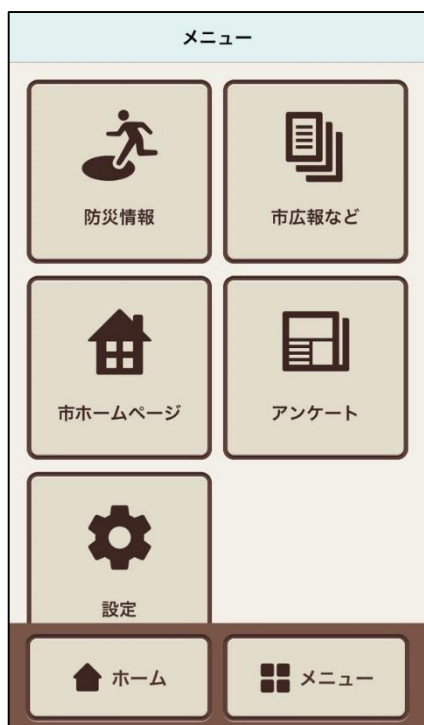 メニュー
防災情報
市広報など
市ホームページ
アンケート
設定
ホーム
メニュー